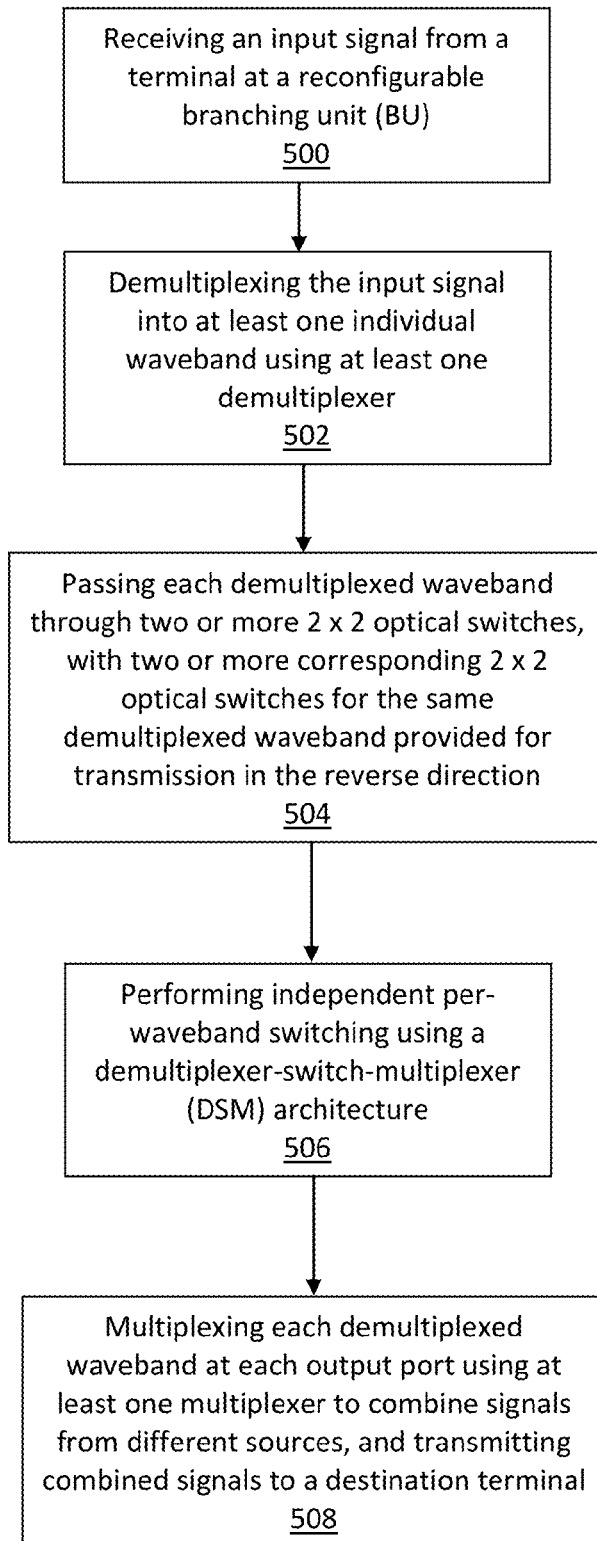 Receiving an input signal from a
terminal at a reconfigurable
branching unit (BU)
500
Demultiplexing the input signal
into at least one individual
waveband using at least one
demultiplexer
502
Passing each demultiplexed waveband
through two or more 2 x 2 optical switches,
with two or more corresponding 2 x 2
optical switches for the same
demultiplexed waveband provided for
transmission in the reverse direction
504
Performing independent per-
waveband switching using a
demultiplexer-switch-multiplexer
(DSM) architecture
506
Multiplexing each demultiplexed
waveband at each output port using at
least one multiplexer to combine signals
from different sources, and transmitting
combined signals to a destination terminal
508